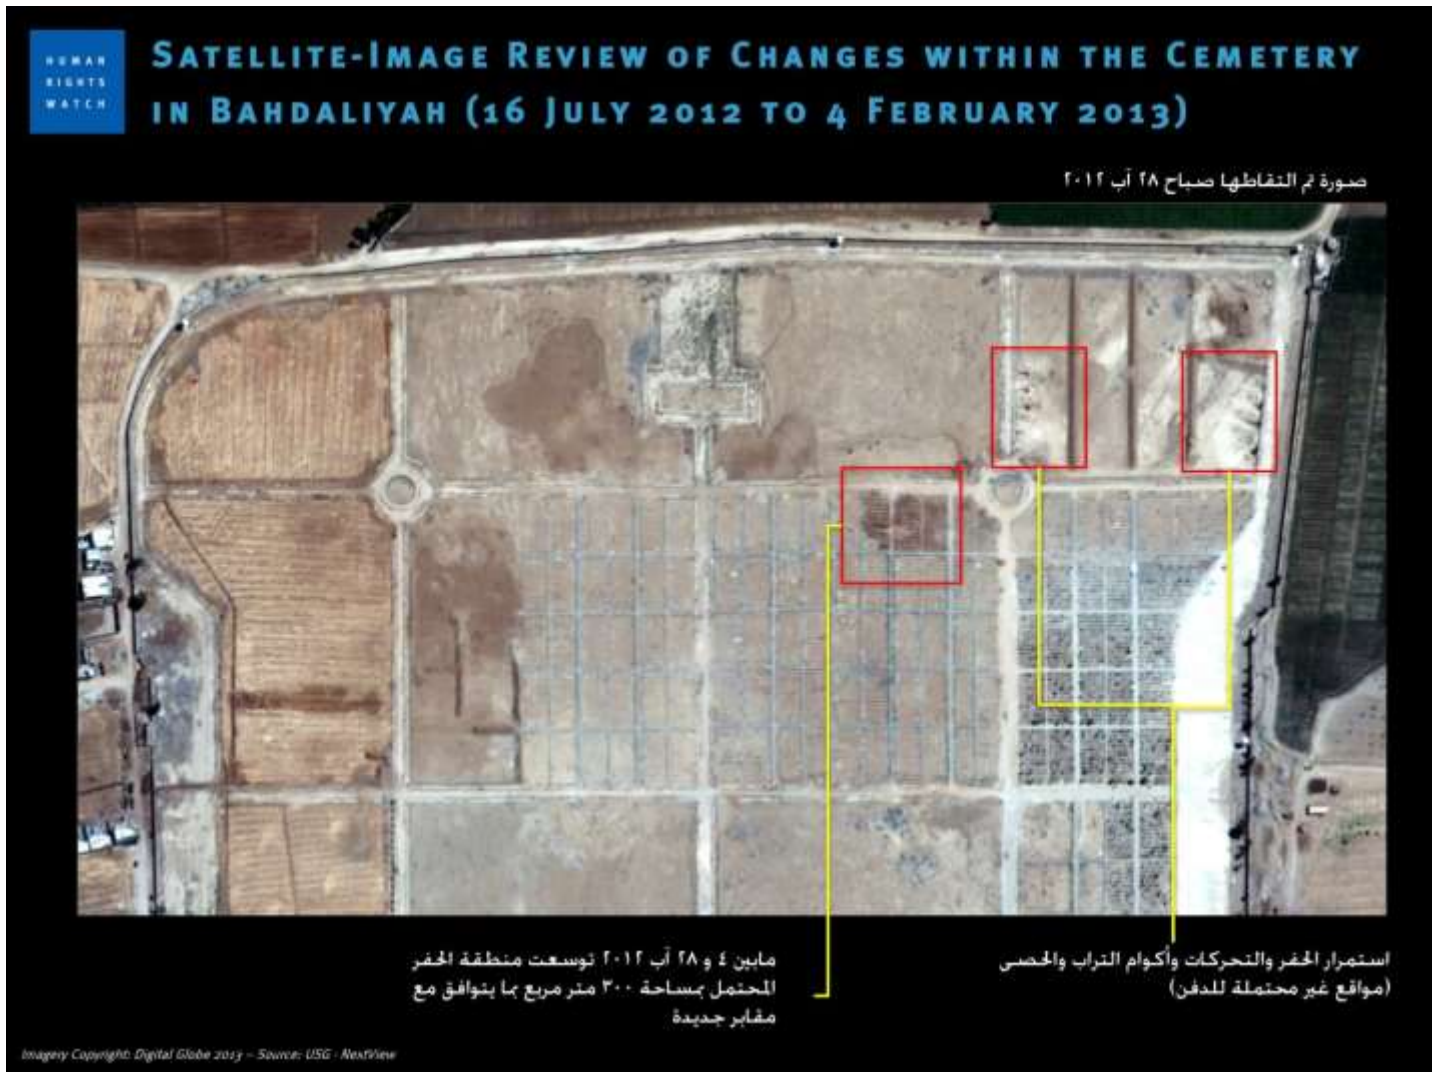 HUMAN
RIGHTS
WATCH
SATELLITE-IMAGE REVIEW OF CHANGES WITHIN THE CEMETERY
IN BAHDALIYAH (16 JULY 2012 TO 4 FEBRUARY 2013)
صورة تم التقاطها صباح ٢٨ آب ٢٠١٢
مابين ٤ و ٢٨ آب ٢٠١٢ توسعت منطقة الحفر
المحتمل بمساحة ٣٠٠ متر مربع بما يتوافق مع
مقابر جديدة
استمرار الحفر والتحركات وأكوام التراب والحصى
(مواقع غير محتملة للدفن)
Imagery Copyright: Digital Globe 2013 – Source: USG - NextView